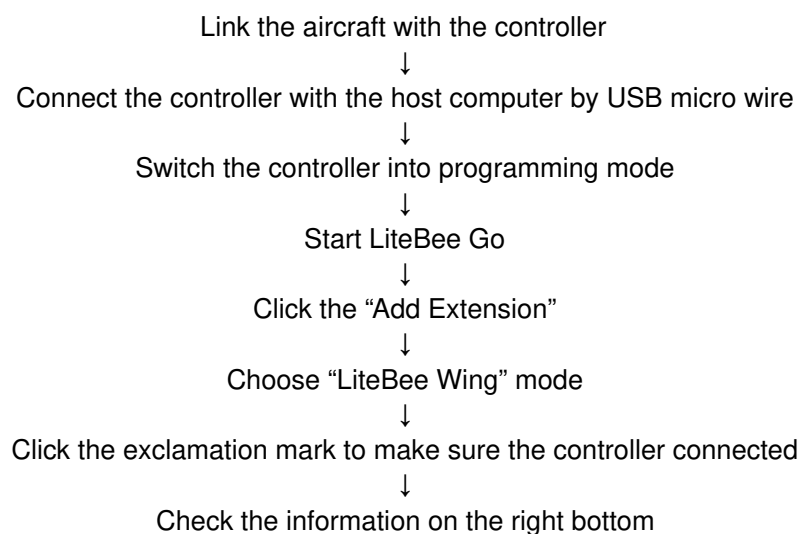 Link the aircraft with the controller
↓
Connect the controller with the host computer by USB micro wire
↓
Switch the controller into programming mode
↓
Start LiteBee Go
↓
Click the “Add Extension”
↓
Choose “LiteBee Wing” mode
↓
Click the exclamation mark to make sure the controller connected
↓
Check the information on the right bottom